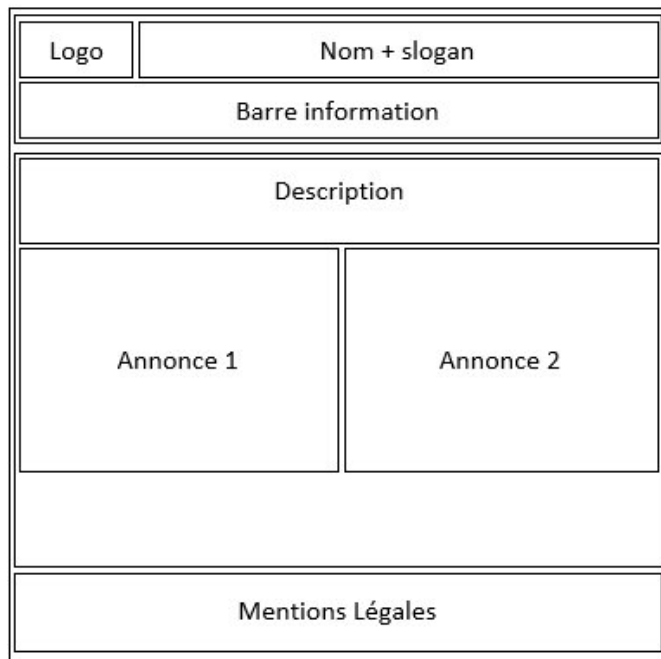 Logo
Nom + slogan
Barre information
Description
Annonce 1
Annonce 2
Mentions Légales